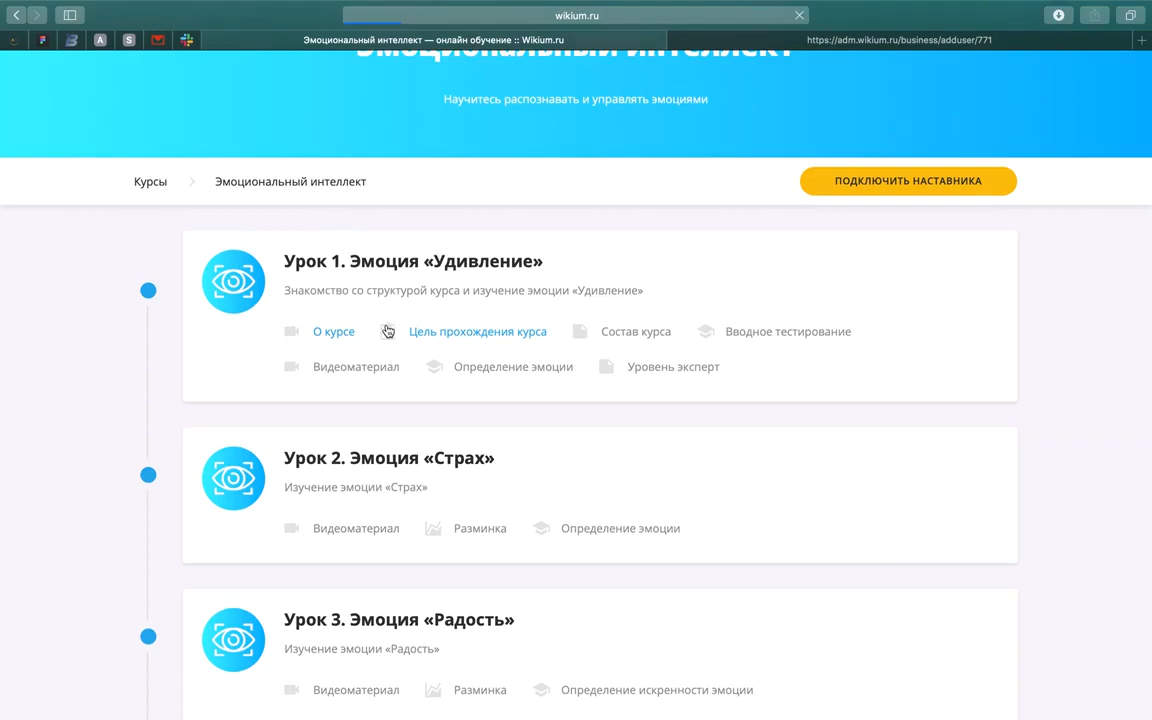 wikium.ru
A
S
Эмоциональный интеллект — онлайн обучение :: Wikium.ru
https://adm.wikium.ru/business/adduser/771
Эмоциональный интеллект
Научитесь распознавать и управлять эмоциями
Курсы
Эмоциональный интеллект
ПОДКЛЮЧИТЬ НАСТАВНИКА
Урок 1. Эмоция «Удивление»
Знакомство со структурой курса и изучение эмоции «Удивление»
О курсе
Цель прохождения курса
Состав курса
Вводное тестирование
Видеоматериал
Определение эмоции
Уровень эксперт
Урок 2. Эмоция «Страх»
Изучение эмоции «Страх»
Видеоматериал
Разминка
Определение эмоции
Урок 3. Эмоция «Радость»
Изучение эмоции «Радость»
Видеоматериал
Разминка
Определение искренности эмоции